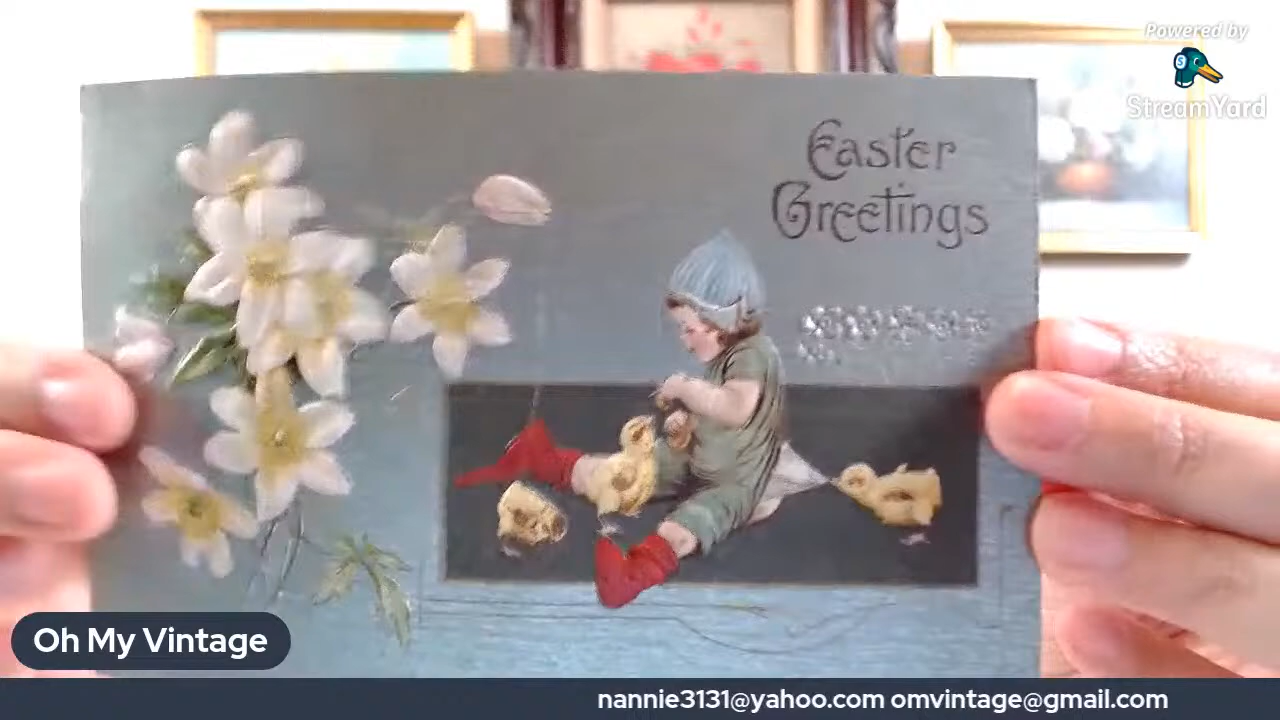 Powered by
StreamYard
Easter
Greetings
Oh My Vintage
nannie3131@yahoo.com omvintage@gmail.com